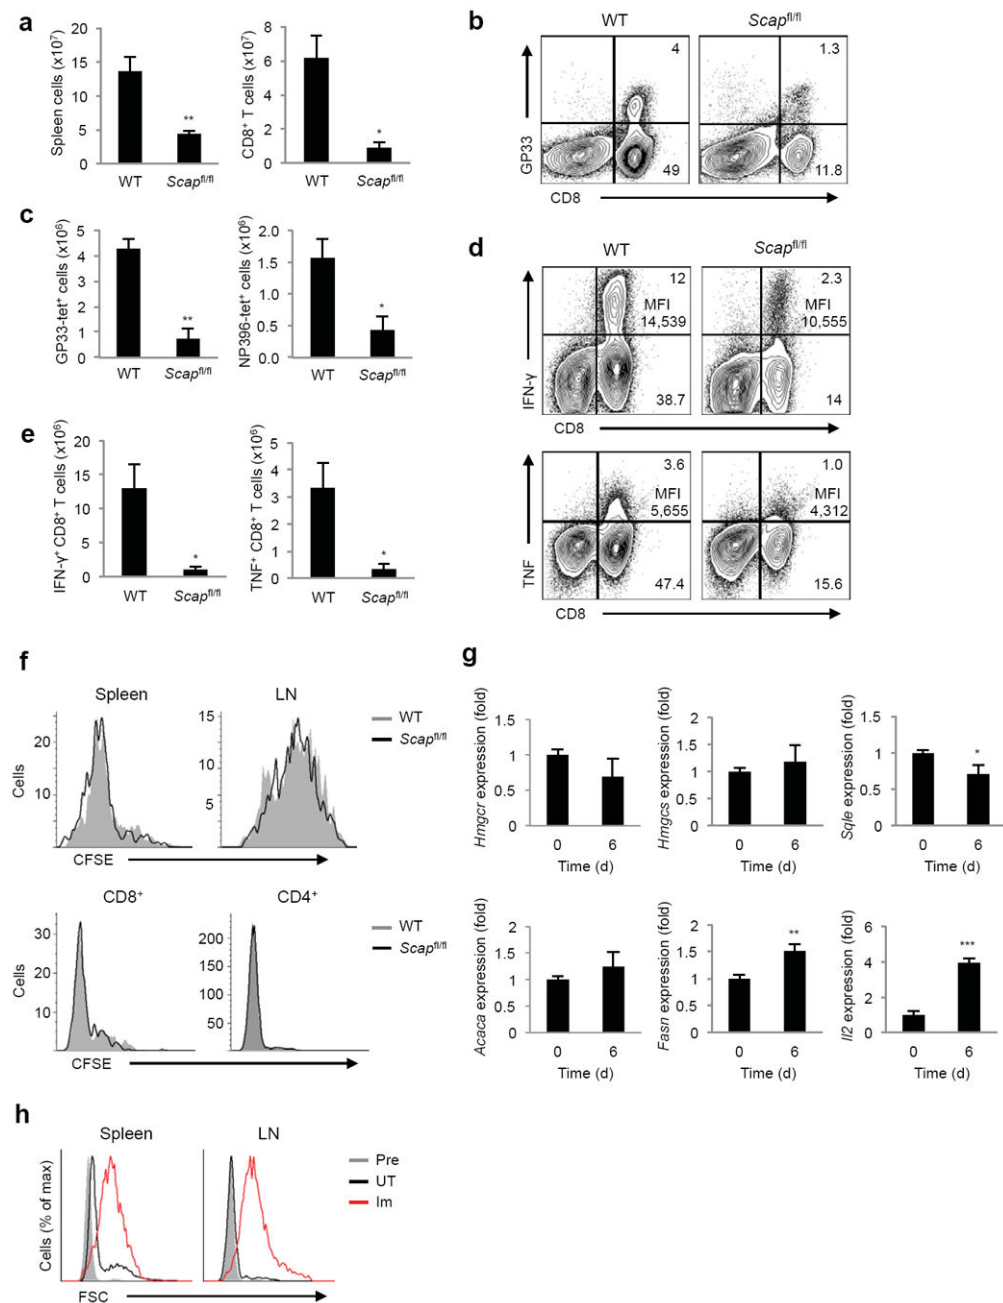 a
Spleen cells (x10⁷)
20
15
10
5
0
**
WT
Scap^fl/fl
CD8⁺ T cells (x10⁷)
8
6
4
2
0
*
WT
Scap^fl/fl
b
WT
Scap^fl/fl
4
49
1.3
11.8
GP33
CD8
c
GP33-tet⁺ cells (x10⁶)
5
4
3
2
1
0
**
WT
Scap^fl/fl
NP396-tet⁺ cells (x10⁶)
2.0
1.5
1.0
0.5
0
*
WT
Scap^fl/fl
d
WT
Scap^fl/fl
12
MFI
14,539
38.7
2.3
MFI
10,555
14
IFN-γ
CD8
3.6
MFI
5,655
47.4
1.0
MFI
4,312
15.6
TNF
CD8
e
IFN-γ⁺ CD8⁺ T cells (x10⁶)
20
15
10
5
0
*
WT
Scap^fl/fl
TNF⁺ CD8⁺ T cells (x10⁶)
5
4
3
2
1
0
*
WT
Scap^fl/fl
f
Spleen
LN
WT
Scap^fl/fl
Cells
20
10
15
10
5
CFSE
CD8⁺
CD4⁺
WT
Scap^fl/fl
Cells
30
20
10
200
150
100
50
CFSE
g
Hmgcr expression (fold)
1.5
1
0.5
0
0
6
Time (d)
Hmgcs expression (fold)
2
1.5
1
0.5
0
0
6
Time (d)
Sqle expression (fold)
1.5
1
0.5
0
*
0
6
Time (d)
Acaca expression (fold)
2
1.5
1
0.5
0
0
6
Time (d)
Fasn expression (fold)
2
1.5
1
0.5
0
**
0
6
Time (d)
Il2 expression (fold)
6
4
2
0
***
0
6
Time (d)
h
Spleen
LN
Pre
UT
Im
Cells (% of max)
FSC